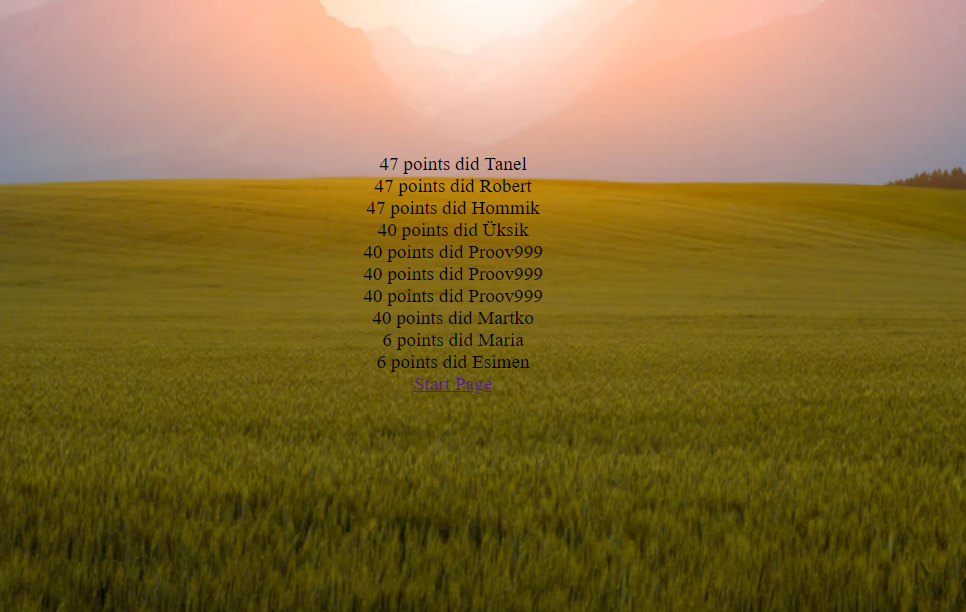 47 points did Tanel
47 points did Robert
47 points did Hommik
40 points did Üksik
40 points did Proov999
40 points did Proov999
40 points did Proov999
40 points did Martko
6 points did Maria
6 points did Esimen
Start Page